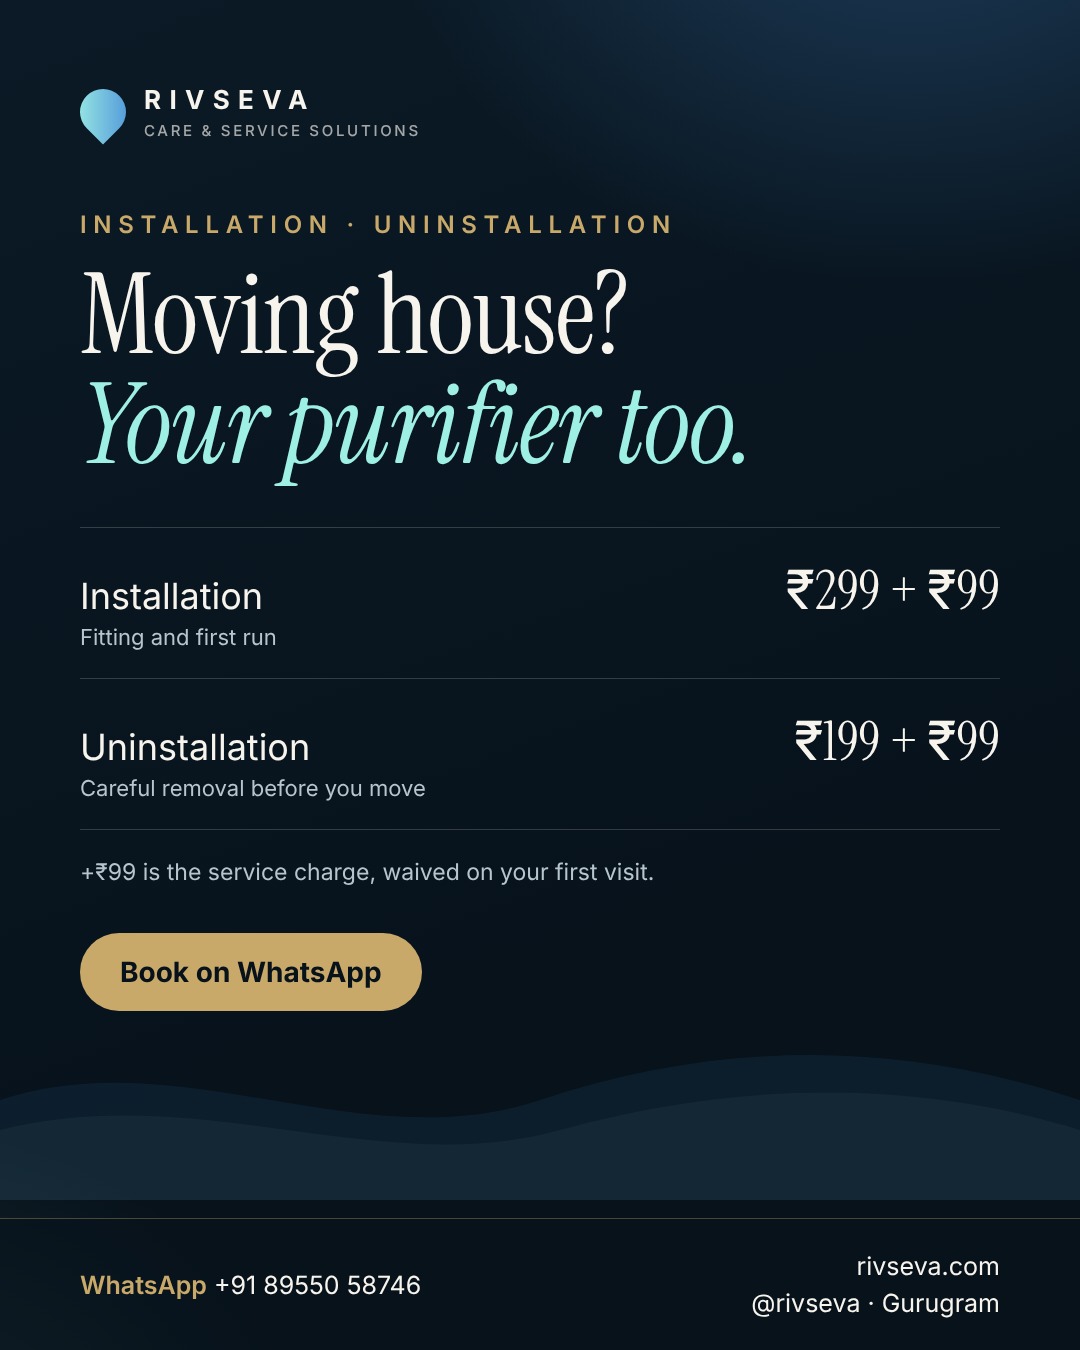 RIVSEVA
CARE & SERVICE SOLUTIONS
INSTALLATION · UNINSTALLATION
Moving house?
Your purifier too.
Installation
₹299 + ₹99
Fitting and first run
Uninstallation
₹199 + ₹99
Careful removal before you move
+₹99 is the service charge, waived on your first visit.
Book on WhatsApp
WhatsApp +91 89550 58746
rivseva.com
@rivseva · Gurugram